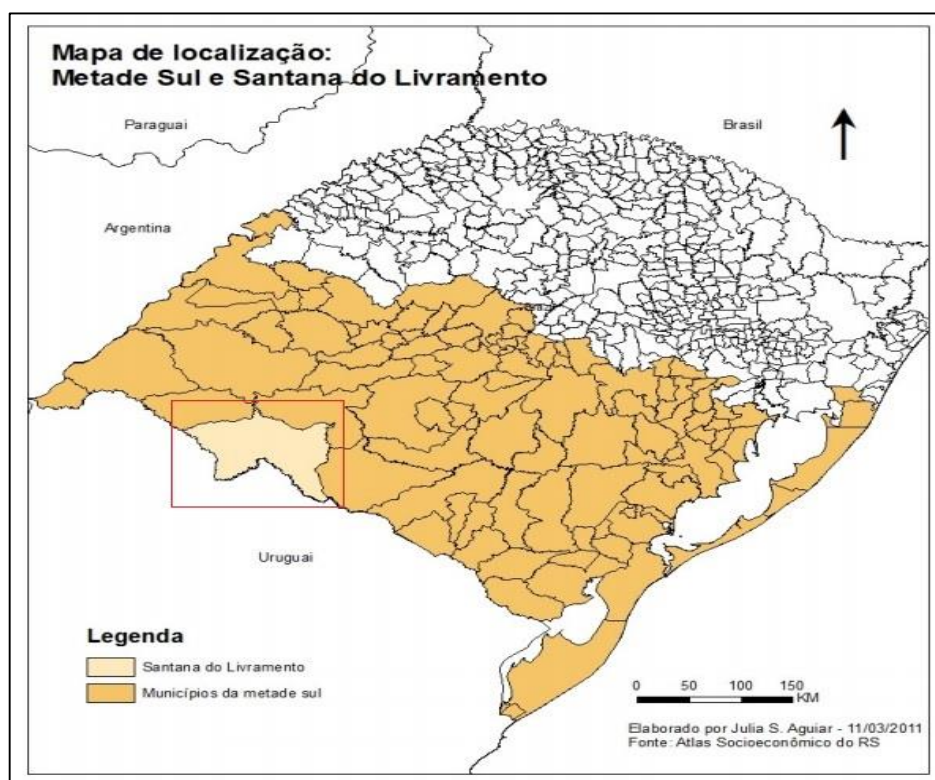 Mapa de localização:
Metade Sul e Santana do Livramento
Paraguai
Brasil
Argentina
Uruguai
Legenda
Santana do Livramento
Municípios da metade sul
0 50 100 150
KM
Elaborado por Julia S. Aguiar - 11/03/2011
Fonte: Atlas Socioeconômico do RS